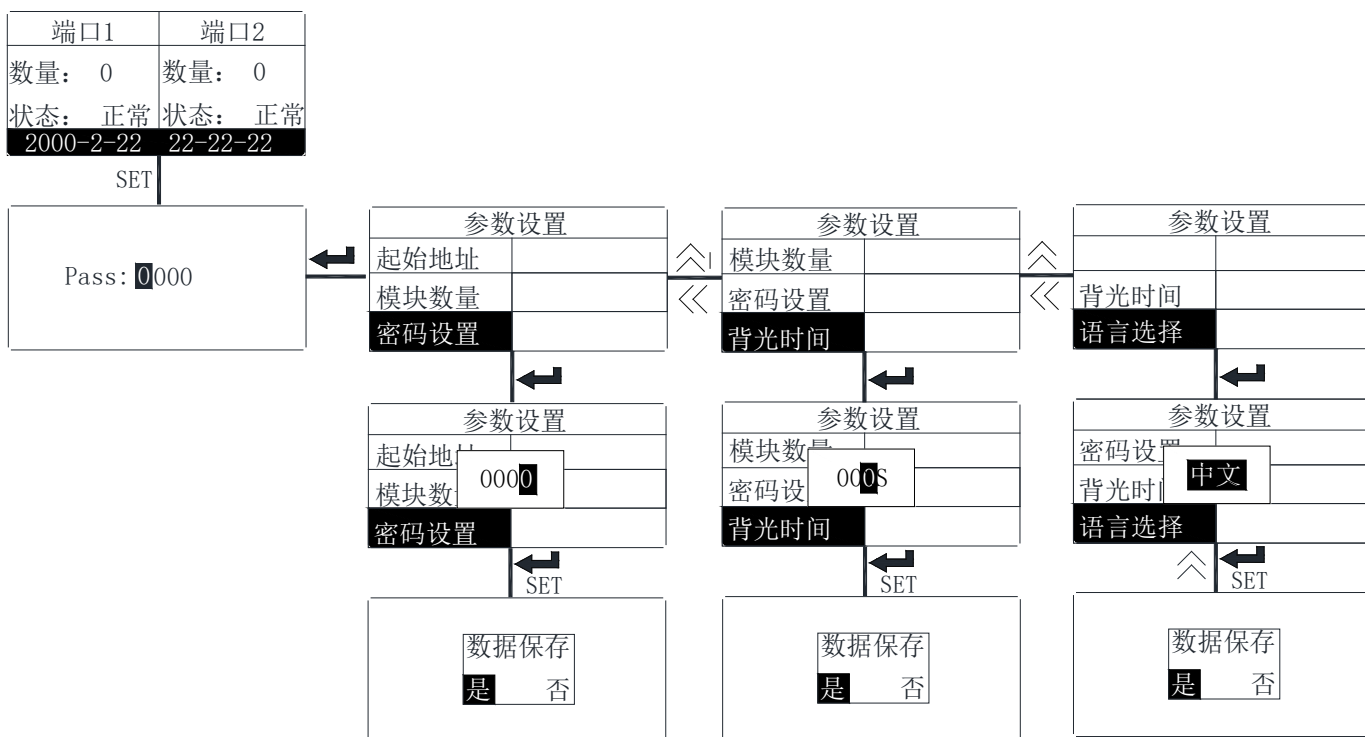 端口1 端口2
数量： 0 数量： 0
状态： 正常 状态： 正常
2000-2-22 22-22-22
SET
Pass:0000
参数设置
起始地址
模块数量
密码设置
参数设置
模块数量
密码设置
背光时间
参数设置
背光时间
语言选择
参数设置
起始地
模块数
0000
密码设置
SET
参数设置
模块数
密码设
000S
背光时间
SET
参数设置
密码设
背光时
中文
语言选择
SET
数据保存
是 否
数据保存
是 否
数据保存
是 否